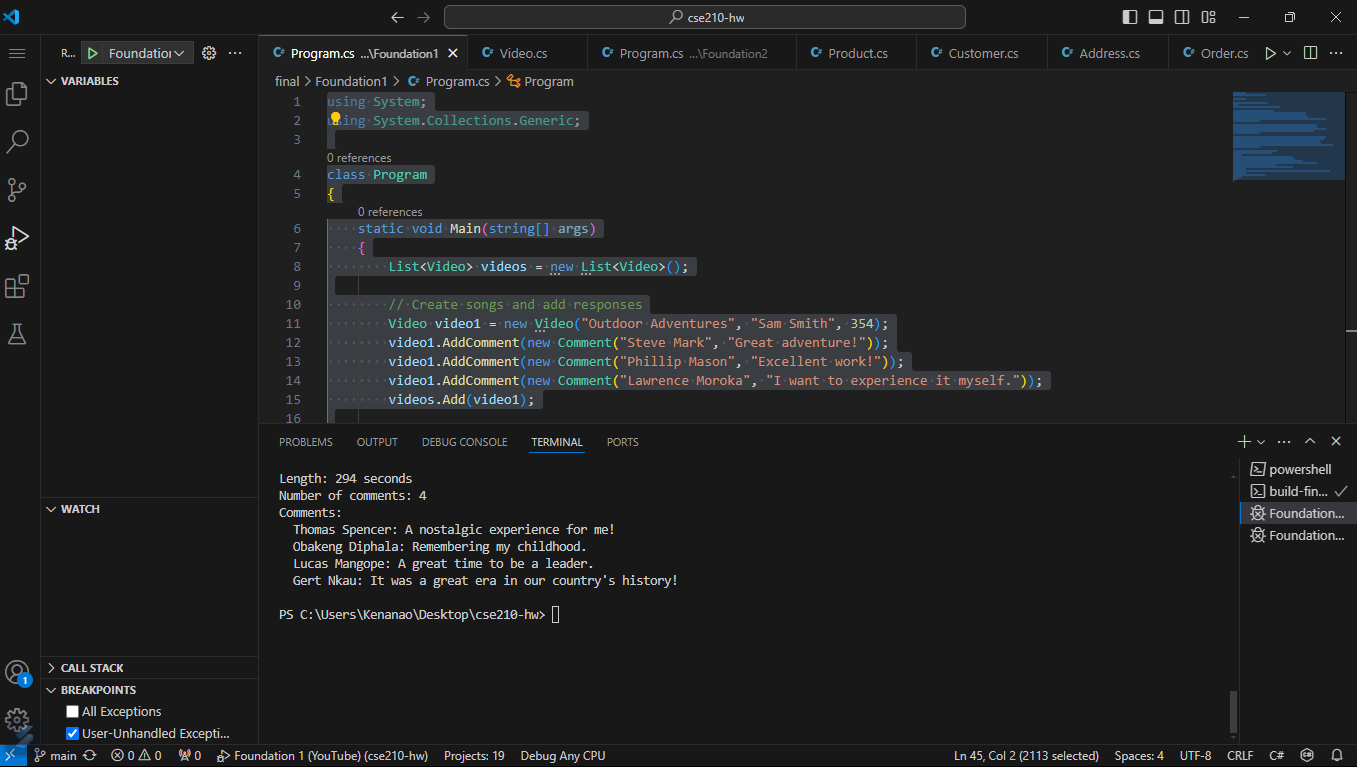 cse210-hw
R... Foundation
Program.cs ...\Foundation1
Video.cs
Program.cs ...\Foundation2
Product.cs
Customer.cs
Address.cs
Order.cs
VARIABLES
final > Foundation1 > Program.cs > Program
1 using System;
2 using System.Collections.Generic;
3
0 references
4 class Program
5 {
0 references
6 static void Main(string[] args)
7 {
8 List<Video> videos = new List<Video>();
9
10 // Create songs and add responses
11 Video video1 = new Video("Outdoor Adventures", "Sam Smith", 354);
12 video1.AddComment(new Comment("Steve Mark", "Great adventure!"));
13 video1.AddComment(new Comment("Phillip Mason", "Excellent work!"));
14 video1.AddComment(new Comment("Lawrence Moroka", "I want to experience it myself."));
15 videos.Add(video1);
16
PROBLEMS OUTPUT DEBUG CONSOLE TERMINAL PORTS
Length: 294 seconds
Number of comments: 4
Comments:
Thomas Spencer: A nostalgic experience for me!
Obakeng Diphala: Remembering my childhood.
Lucas Mangope: A great time to be a leader.
Gert Nkau: It was a great era in our country's history!
PS C:\Users\Kenanao\Desktop\cse210-hw>
powershell
build-fin...
Foundation...
Foundation...
WATCH
CALL STACK
BREAKPOINTS
All Exceptions
User-Unhandled Excepti...
1
main 0 0 0 Foundation 1 (YouTube) (cse210-hw) Projects: 19 Debug Any CPU Ln 45, Col 2 (2113 selected) Spaces: 4 UTF-8 CRLF C#